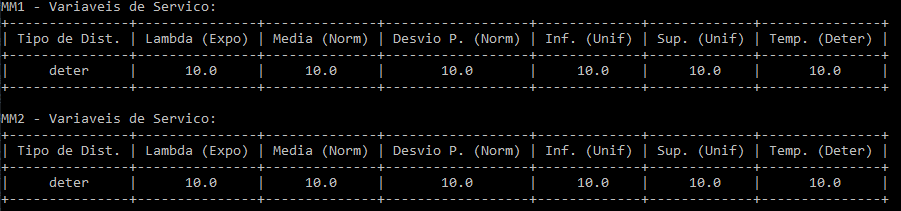 MM1 - Variaveis de Servico:
+---------------+---------------+--------------+------------------+--------------+-------------+--------------+
| Tipo de Dist. | Lambda (Expo) | Media (Norm) | Desvio P. (Norm) | Inf. (Unif) | Sup. (Unif) | Temp. (Deter) |
+---------------+---------------+--------------+------------------+--------------+-------------+--------------+
| deter | 10.0 | 10.0 | 10.0 | 10.0 | 10.0 | 10.0 |
+---------------+---------------+--------------+------------------+--------------+-------------+--------------+
MM2 - Variaveis de Servico:
+---------------+---------------+--------------+------------------+--------------+-------------+--------------+
| Tipo de Dist. | Lambda (Expo) | Media (Norm) | Desvio P. (Norm) | Inf. (Unif) | Sup. (Unif) | Temp. (Deter) |
+---------------+---------------+--------------+------------------+--------------+-------------+--------------+
| deter | 10.0 | 10.0 | 10.0 | 10.0 | 10.0 | 10.0 |
+---------------+---------------+--------------+------------------+--------------+-------------+--------------+